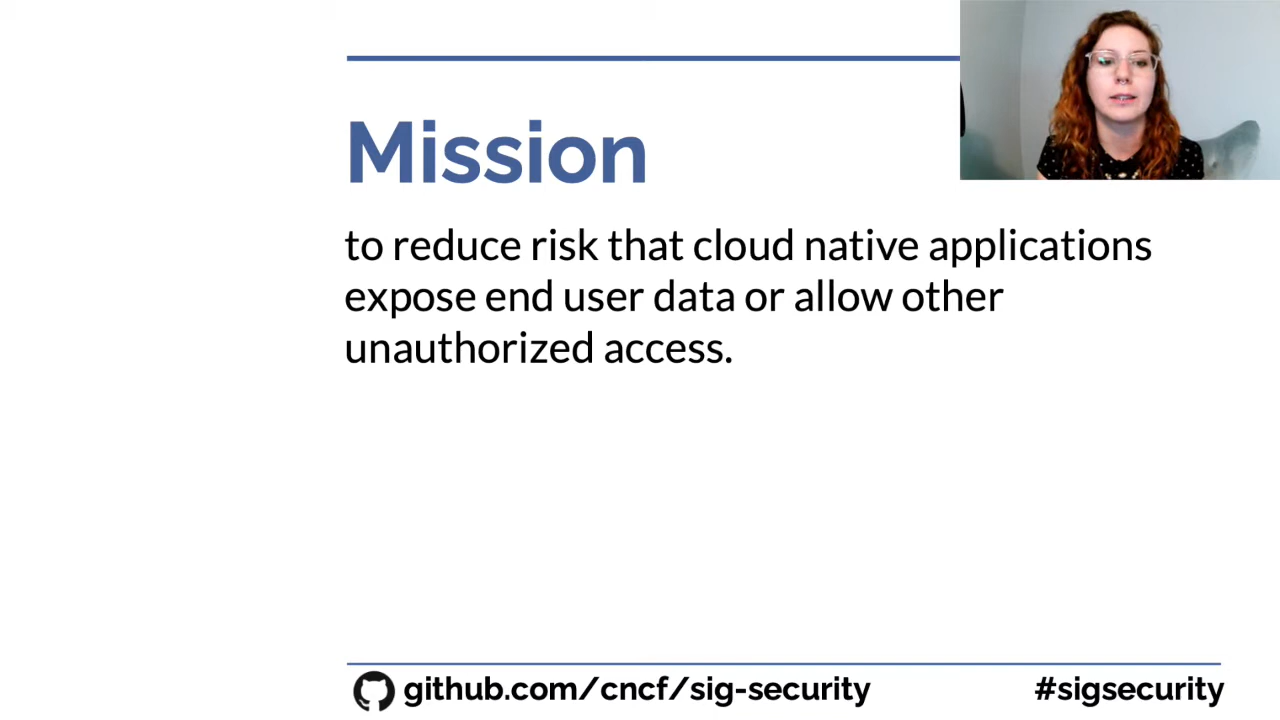 Mission
to reduce risk that cloud native applications
expose end user data or allow other
unauthorized access.
github.com/cncf/sig-security
#sigsecurity